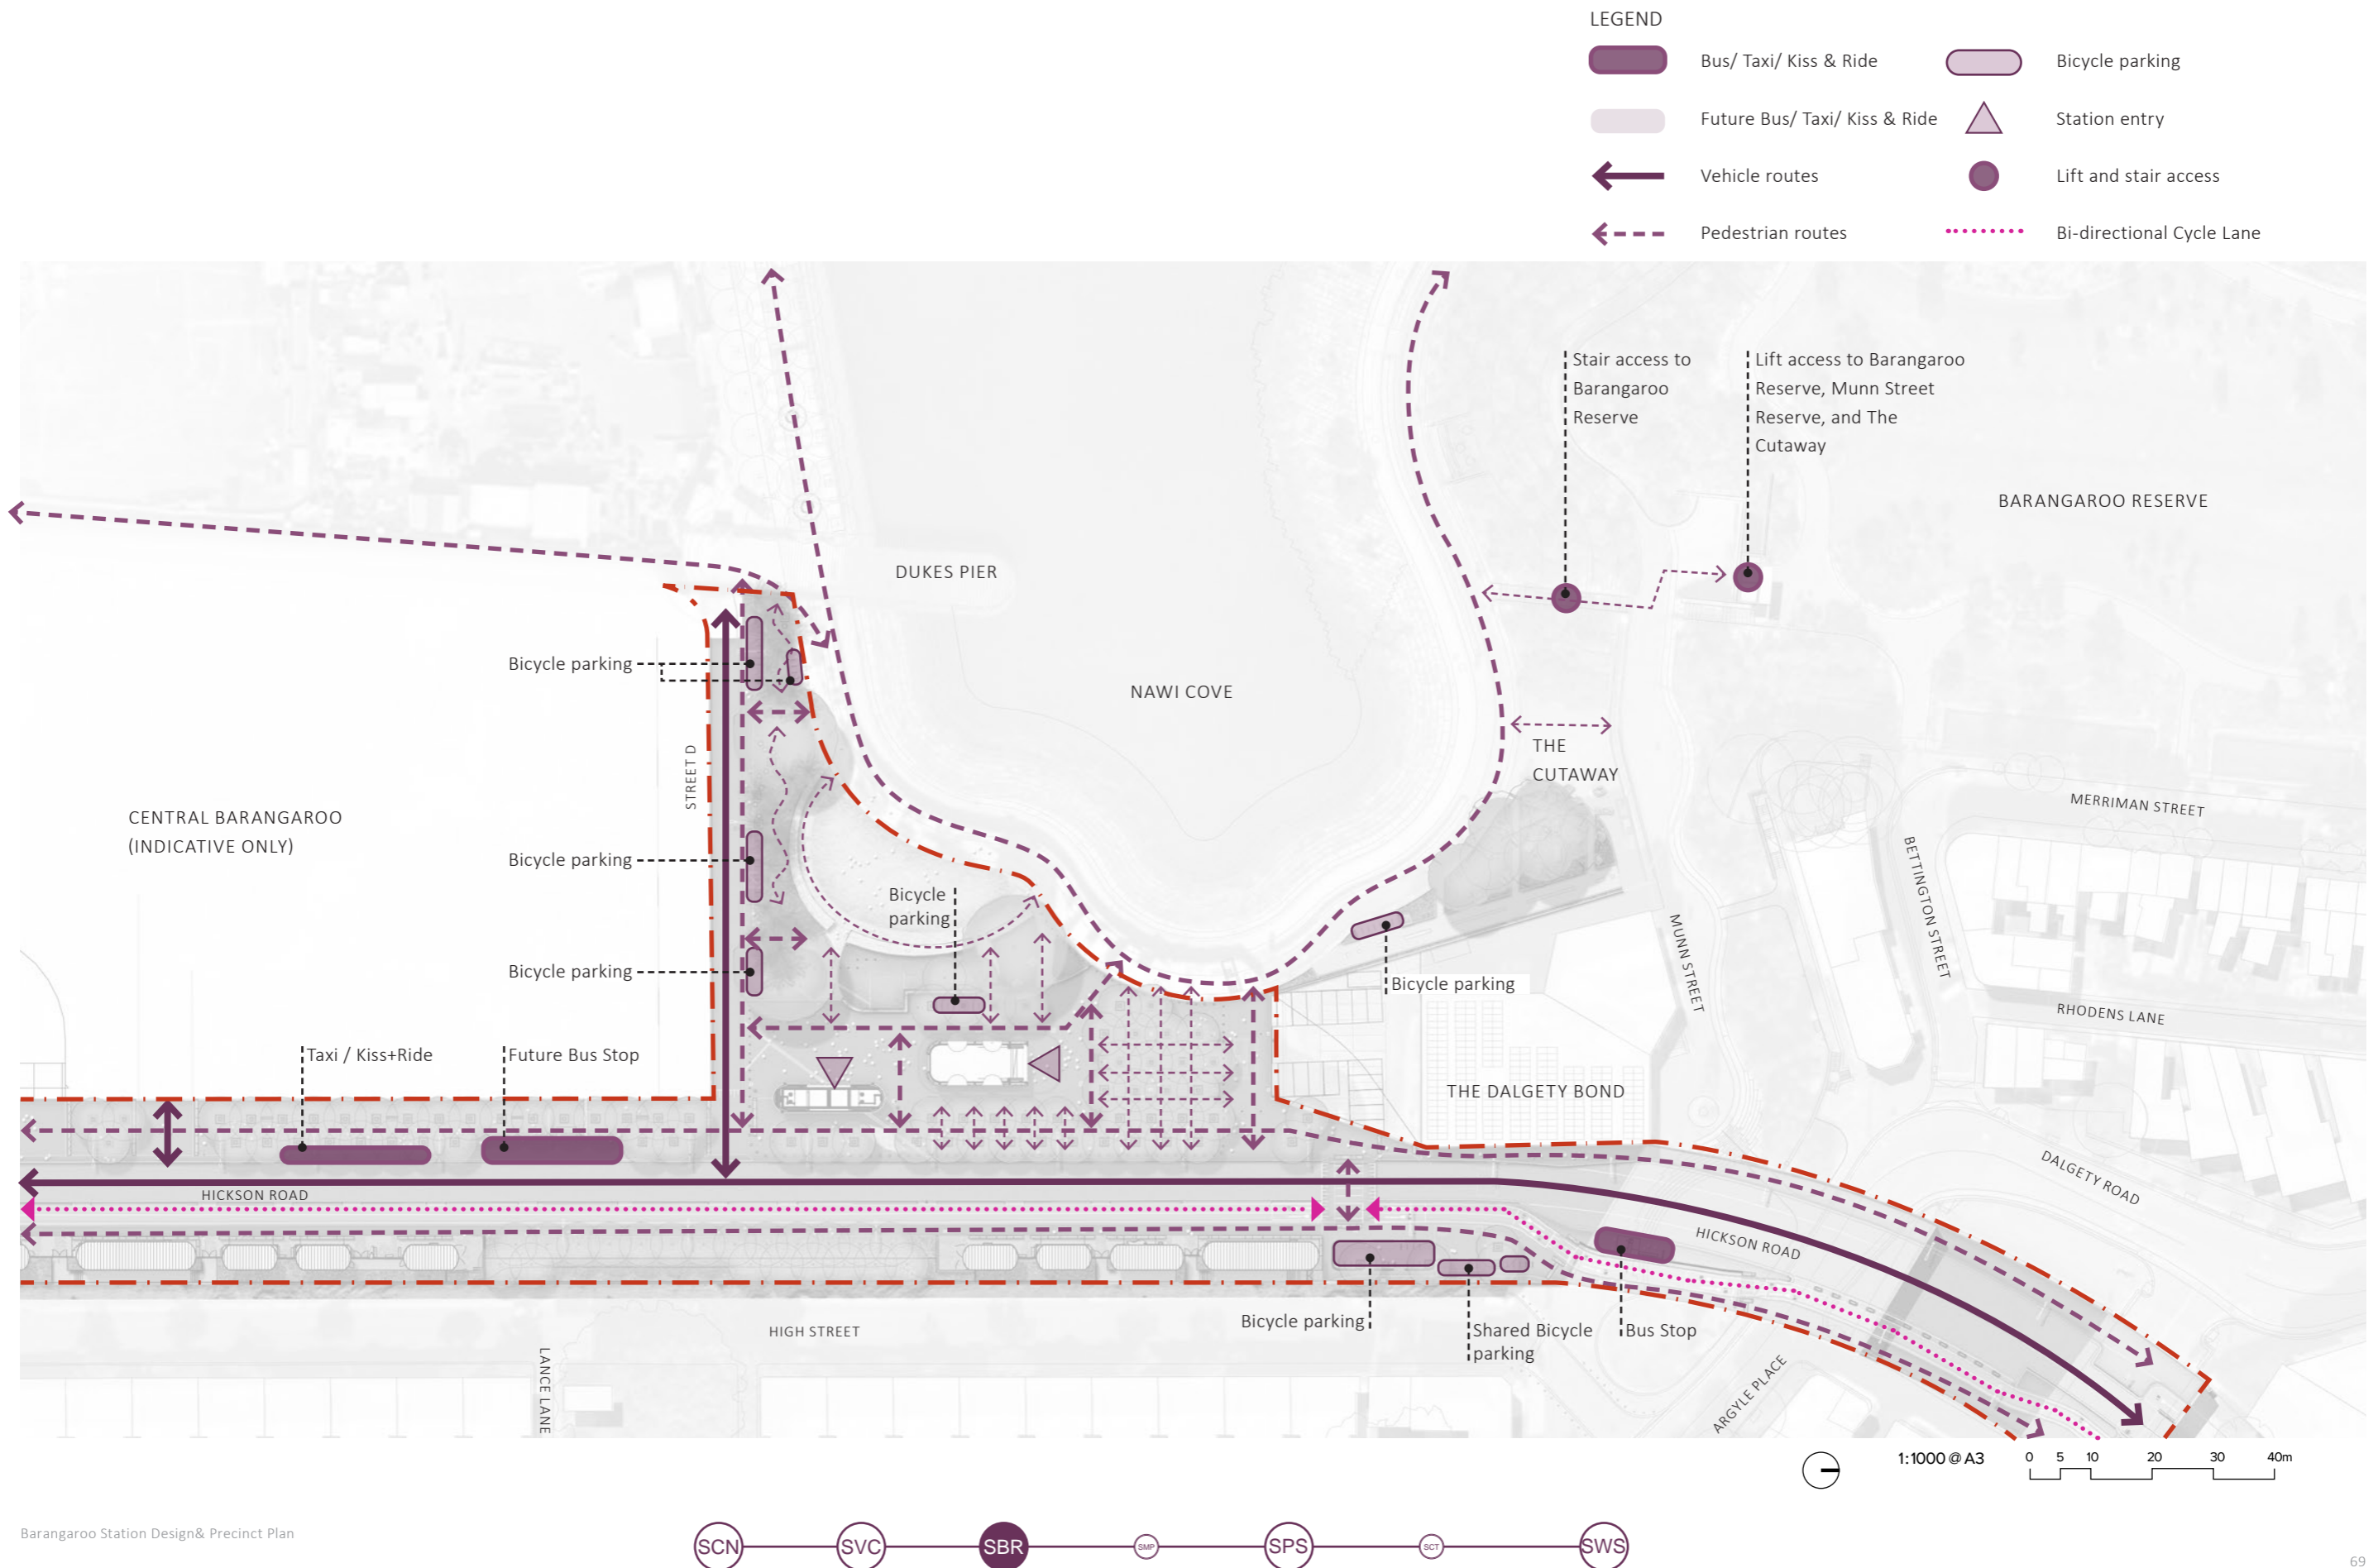 LEGEND
Bus/ Taxi/ Kiss & Ride
Bicycle parking
Future Bus/ Taxi/ Kiss & Ride
Station entry
Vehicle routes
Lift and stair access
Pedestrian routes
Bi-directional Cycle Lane
Stair access to
Barangaroo
Reserve
Lift access to Barangaroo
Reserve, Munn Street
Reserve, and The
Cutaway
BARANGAROO RESERVE
DUKES PIER
NAWI COVE
Bicycle parking
STREET D
THE
CUTAWAY
CENTRAL BARANGAROO
(INDICATIVE ONLY)
MERRIMAN STREET
BETTINGTON STREET
Bicycle parking
Bicycle
parking
MUNN STREET
Bicycle parking
Bicycle parking
RHODENS LANE
Taxi / Kiss+Ride
Future Bus Stop
THE DALGETY BOND
DALGETY ROAD
HICKSON ROAD
HICKSON ROAD
Bicycle parking
Shared Bicycle
parking
Bus Stop
HIGH STREET
LANCE LANE
ARGYLE PLACE
1:1000 @ A3
0 5 10 20 30 40m
Barangaroo Station Design& Precinct Plan
SCN SVC SBR SMP SPS SCT SWS
69